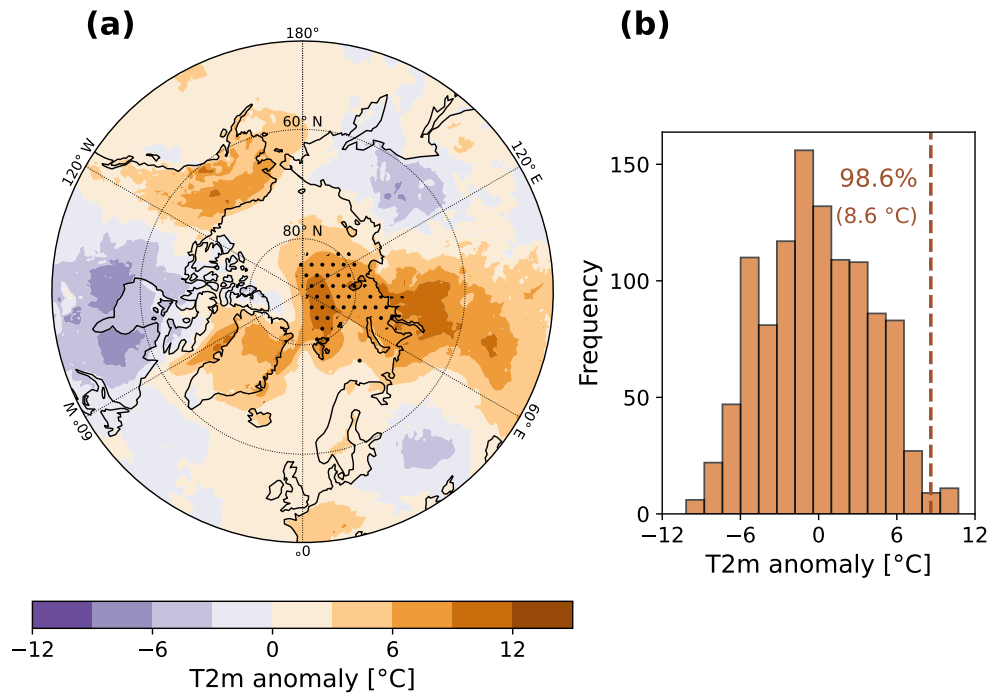 (a)
180°
60° N
120° W
120° E
80° N
60° W
60° E
0°
−12
−6
0
6
12
T2m anomaly [°C]
(b)
98.6%
(8.6 °C)
150
100
50
0
Frequency
−12
−6
0
6
12
T2m anomaly [°C]